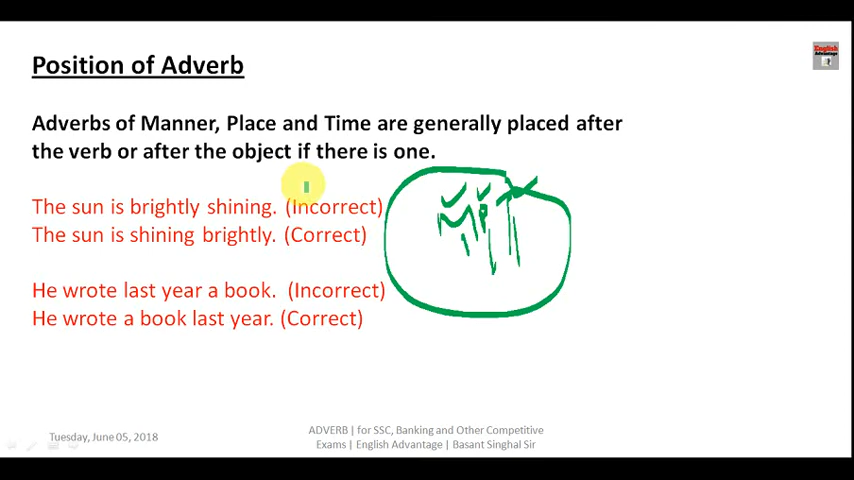 Position of Adverb
English
Advantage
Adverbs of Manner, Place and Time are generally placed after
the verb or after the object if there is one.
The sun is brightly shining. (Incorrect)
The sun is shining brightly. (Correct)
M P T
He wrote last year a book. (Incorrect)
He wrote a book last year. (Correct)
Tuesday, June 05, 2018
ADVERB | for SSC, Banking and Other Competitive
Exams | English Advantage | Basant Singhal Sir